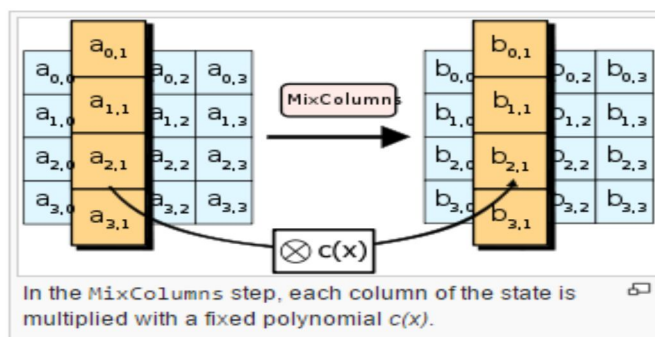 a0,1 b0,1
a0,0 a0,2 a0,3 b0,0 b0,2 b0,3
MixColumns
a1,1 b1,1
a1,0 a1,2 a1,3 b1,0 b1,2 b1,3
a2,0 a2,1 a2,2 a2,3 b2,0 b2,1 b2,2 b2,3
a3,0 a3,1 a3,2 a3,3 b3,0 b3,1 b3,2 b3,3
⊗ c(x)
In the MixColumns step, each column of the state is
multiplied with a fixed polynomial c(x).